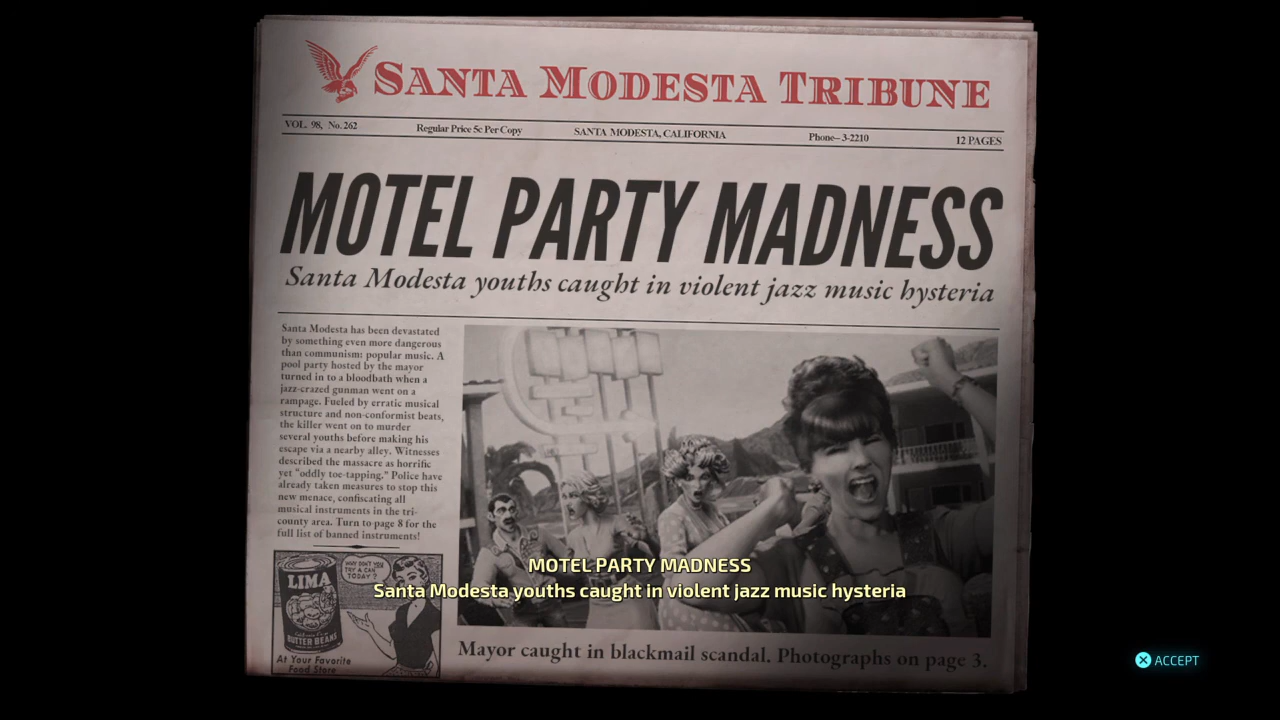 SANTA MODESTA TRIBUNE
VOL. 98, No. 262 Regular Price 5c Per Copy SANTA MODESTA, CALIFORNIA Phone–3-2210 12 PAGES
MOTEL PARTY MADNESS
Santa Modesta youths caught in violent jazz music hysteria
Santa Modesta has been devastated
by something even more dangerous
than communism: popular music. A
pool party hosted by the mayor
turned in to a bloodbath when a
jazz-crazed gunman went on a
rampage. Fueled by erratic musical
structure and non-conformist beats,
the killer went on to murder
several youths before making his
escape via a nearby alley. Witnesses
described the massacre as horrific
yet "oddly toe-tapping." Police have
already taken measures to stop this
new menace, confiscating all
musical instruments in the tri-
county area. Turn to page 8 for the
full list of banned instruments!
WHY DON'T YOU
TRY A CAN
TODAY?
LIMA
BUTTER BEANS
At Your Favorite
Food Store
MOTEL PARTY MADNESS
Santa Modesta youths caught in violent jazz music hysteria
Mayor caught in blackmail scandal. Photographs on page 3.
ACCEPT